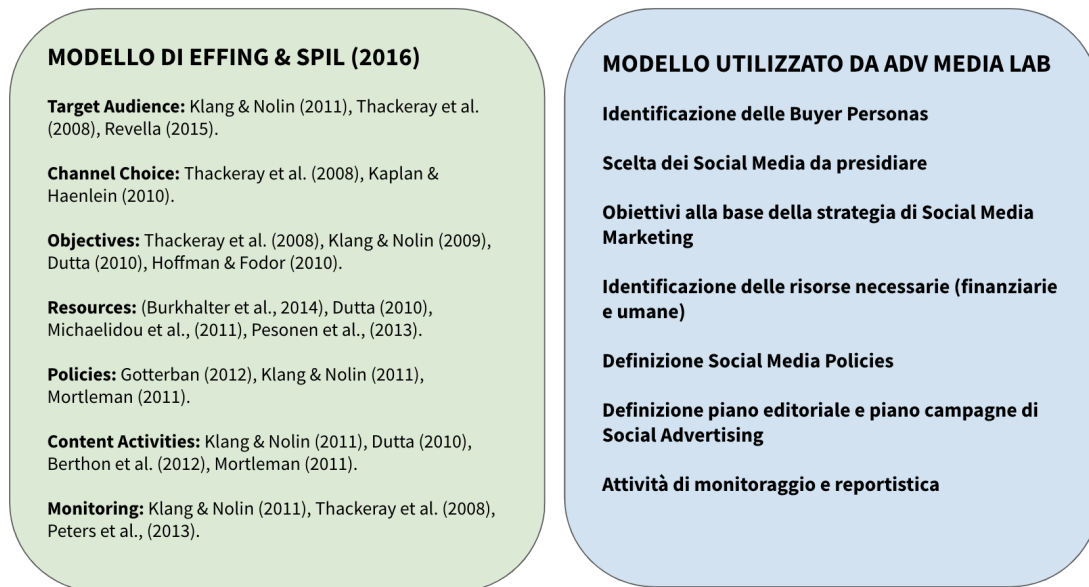 MODELLO DI EFFING & SPIL (2016)
Target Audience: Klang & Nolin (2011), Thackeray et al.
(2008), Revella (2015).
Channel Choice: Thackeray et al. (2008), Kaplan &
Haenlein (2010).
Objectives: Thackeray et al. (2008), Klang & Nolin (2009),
Dutta (2010), Hoffman & Fodor (2010).
Resources: (Burkhalter et al., 2014), Dutta (2010),
Michaelidou et al., (2011), Pesonen et al., (2013).
Policies: Gotterban (2012), Klang & Nolin (2011),
Mortleman (2011).
Content Activities: Klang & Nolin (2011), Dutta (2010),
Berthon et al. (2012), Mortleman (2011).
Monitoring: Klang & Nolin (2011), Thackeray et al. (2008),
Peters et al., (2013).
MODELLO UTILIZZATO DA ADV MEDIA LAB
Identificazione delle Buyer Personas
Scelta dei Social Media da presidiare
Obiettivi alla base della strategia di Social Media
Marketing
Identificazione delle risorse necessarie (finanziarie
e umane)
Definizione Social Media Policies
Definizione piano editoriale e piano campagne di
Social Advertising
Attività di monitoraggio e reportistica